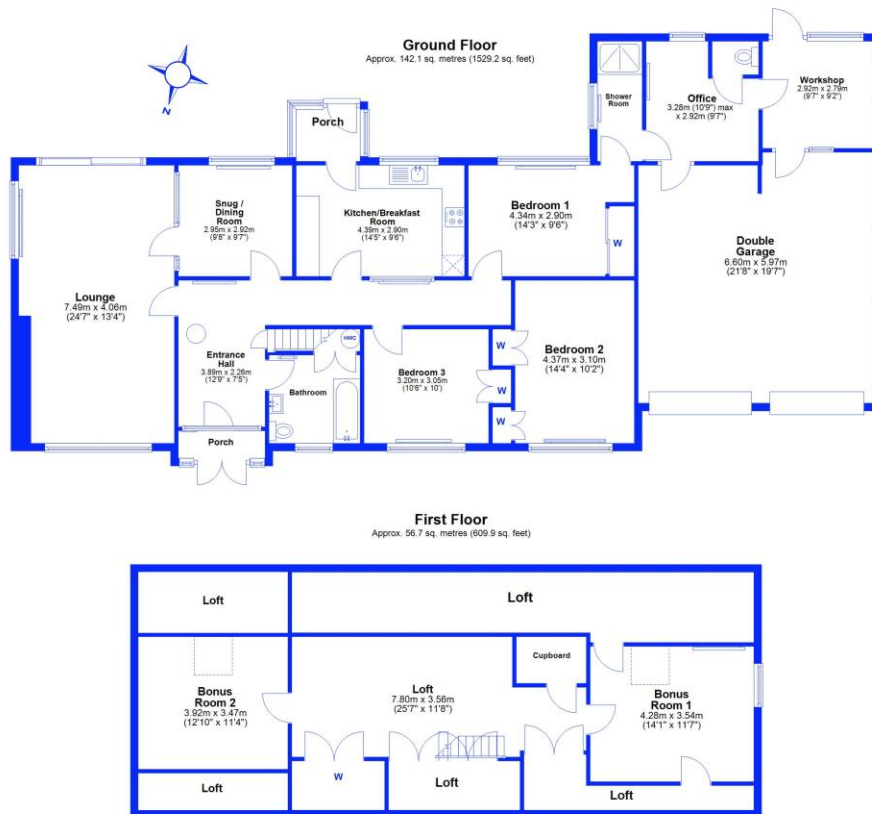 Ground Floor
Approx. 142.1 sq. metres (1529.2 sq. feet)
N
Porch
Shower
Room
Office
3.28m (10'9") max
x 2.92m (9'7")
Workshop
2.92m x 2.79m
(9'7" x 9'2")
Snug /
Dining
Room
2.95m x 2.92m
(9'8" x 9'7")
Kitchen/Breakfast
Room
4.39m x 2.90m
(14'5" x 9'6")
Bedroom 1
4.34m x 2.90m
(14'3" x 9'6")
W
Double
Garage
6.60m x 5.97m
(21'8" x 19'7")
Lounge
7.49m x 4.06m
(24'7" x 13'4")
Entrance
Hall
3.89m x 2.26m
(12'9" x 7'5")
HWC
Bathroom
Bedroom 3
3.20m x 3.05m
(10'6" x 10')
W
W
W
Bedroom 2
4.37m x 3.10m
(14'4" x 10'2")
Porch
First Floor
Approx. 56.7 sq. metres (609.9 sq. feet)
Loft
Loft
Cupboard
Bonus
Room 2
3.92m x 3.47m
(12'10" x 11'4")
Loft
7.80m x 3.56m
(25'7" x 11'8")
Bonus
Room 1
4.28m x 3.54m
(14'1" x 11'7")
Loft
W
Loft
Loft